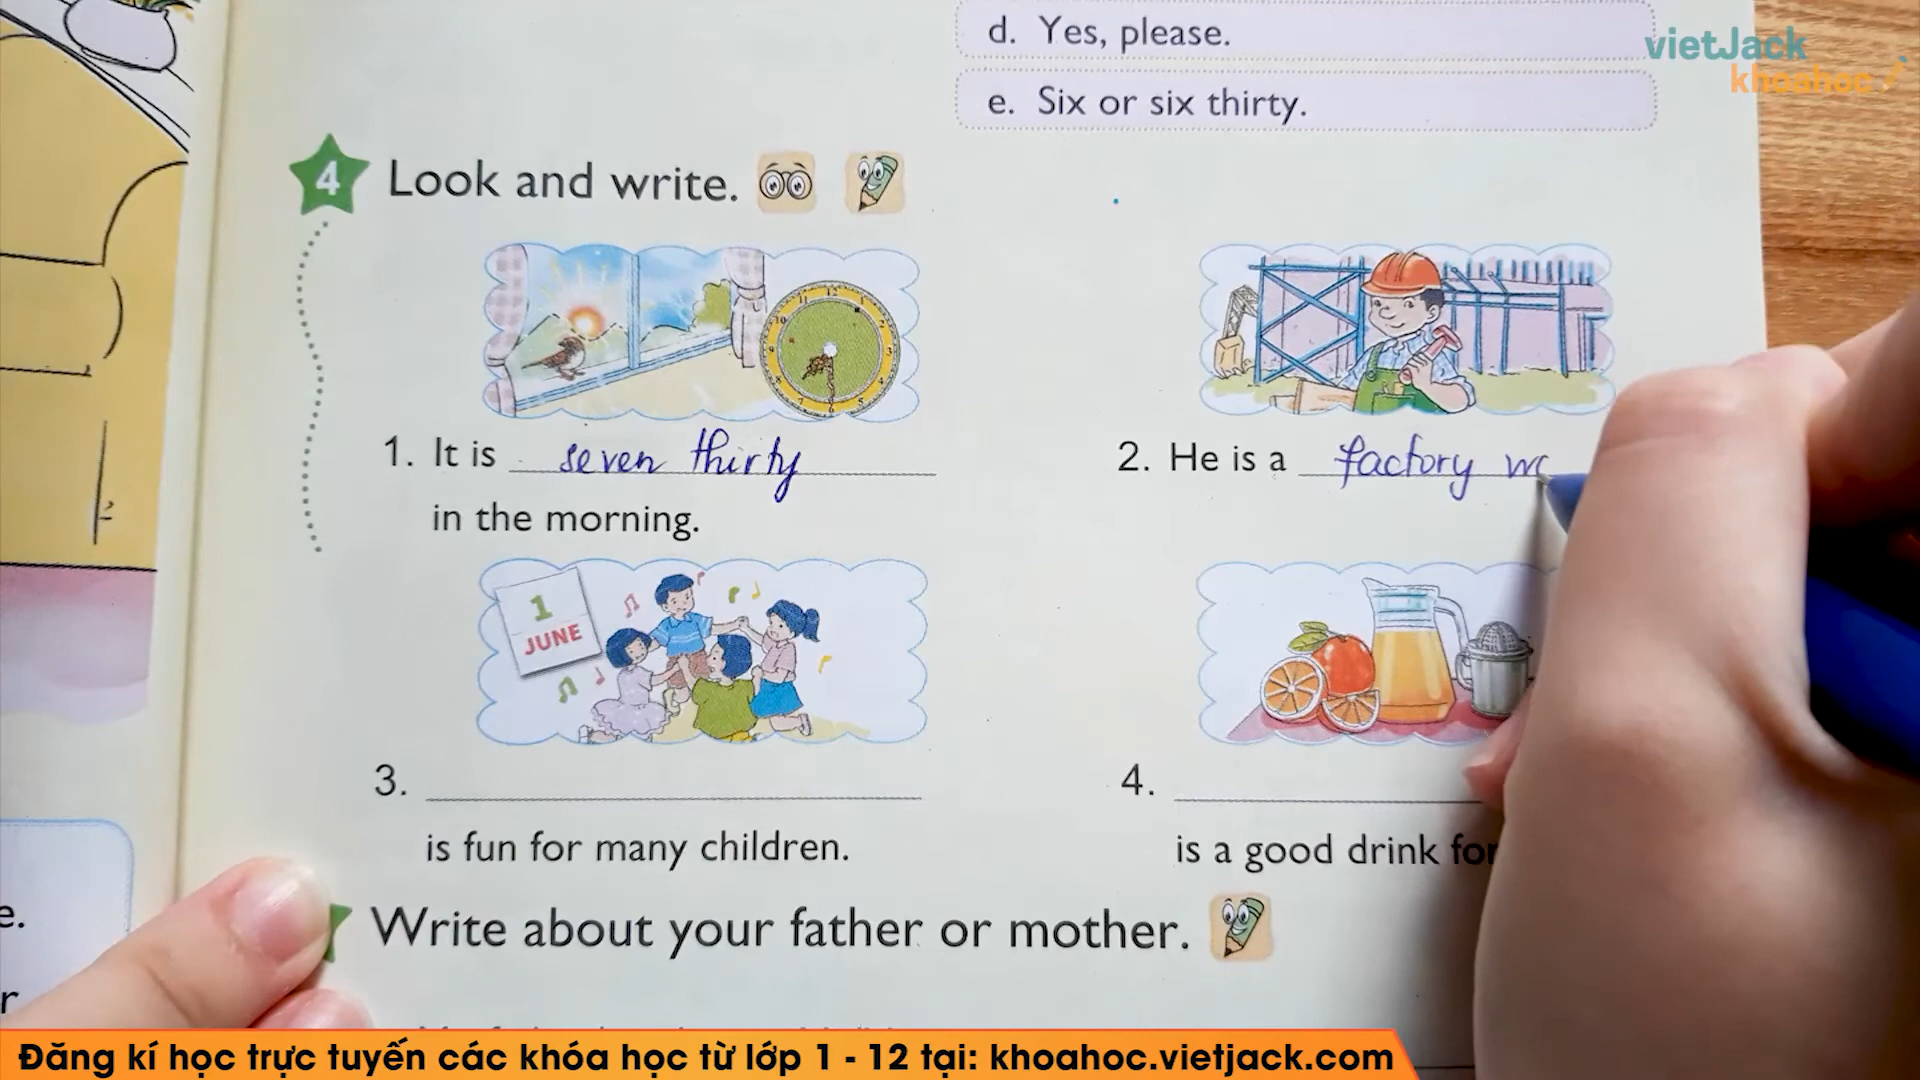 d. Yes, please.
e. Six or six thirty.
vietJack
khoahoc
4 Look and write.
1. It is seven thirty
in the morning.
2. He is a factory wo
1
JUNE
3.
is fun for many children.
4.
is a good drink for
Write about your father or mother.
e.
r
Đăng kí học trực tuyến các khóa học từ lớp 1 - 12 tại: khoahoc.vietjack.com